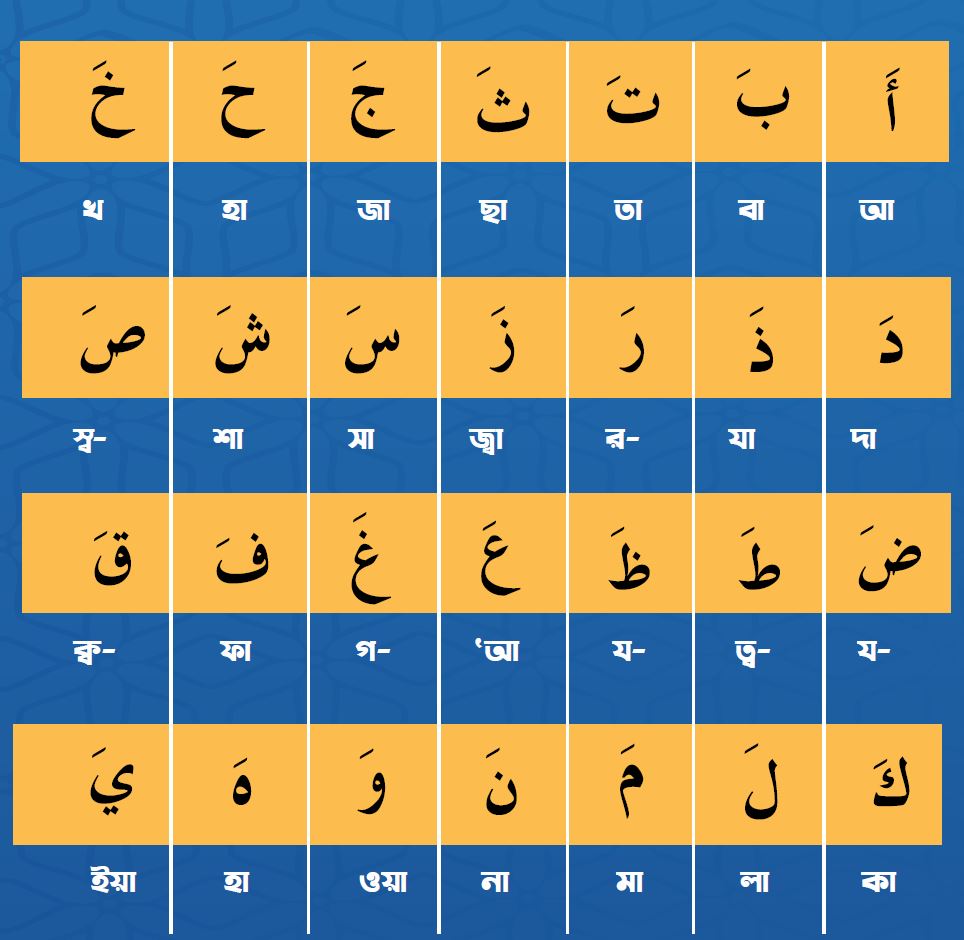 أَ بَ تَ ثَ جَ حَ خَ
আ বা তা ছা জা হা খ
دَ ذَ رَ زَ سَ شَ صَ
দা যা র- জ্বা সা শা স্ব-
ضَ طَ ظَ عَ غَ فَ قَ
য- ত্ব- য- ‘আ গ- ফা ক্ব-
كَ لَ مَ نَ وَ هَ يَ
কা লা মা না ওয়া হা ইয়া